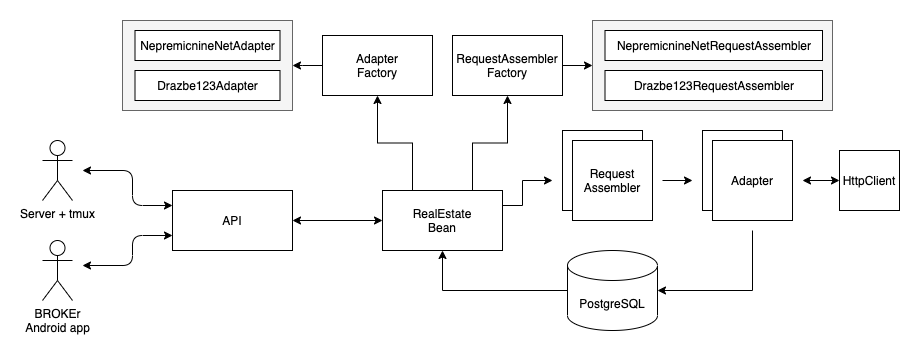 NepremicnineNetAdapter
Drazbe123Adapter
Adapter
Factory
RequestAssembler
Factory
NepremicnineNetRequestAssembler
Drazbe123RequestAssembler
Server + tmux
API
RealEstate
Bean
Request
Assembler
Adapter
HttpClient
BROKEr
Android app
PostgreSQL